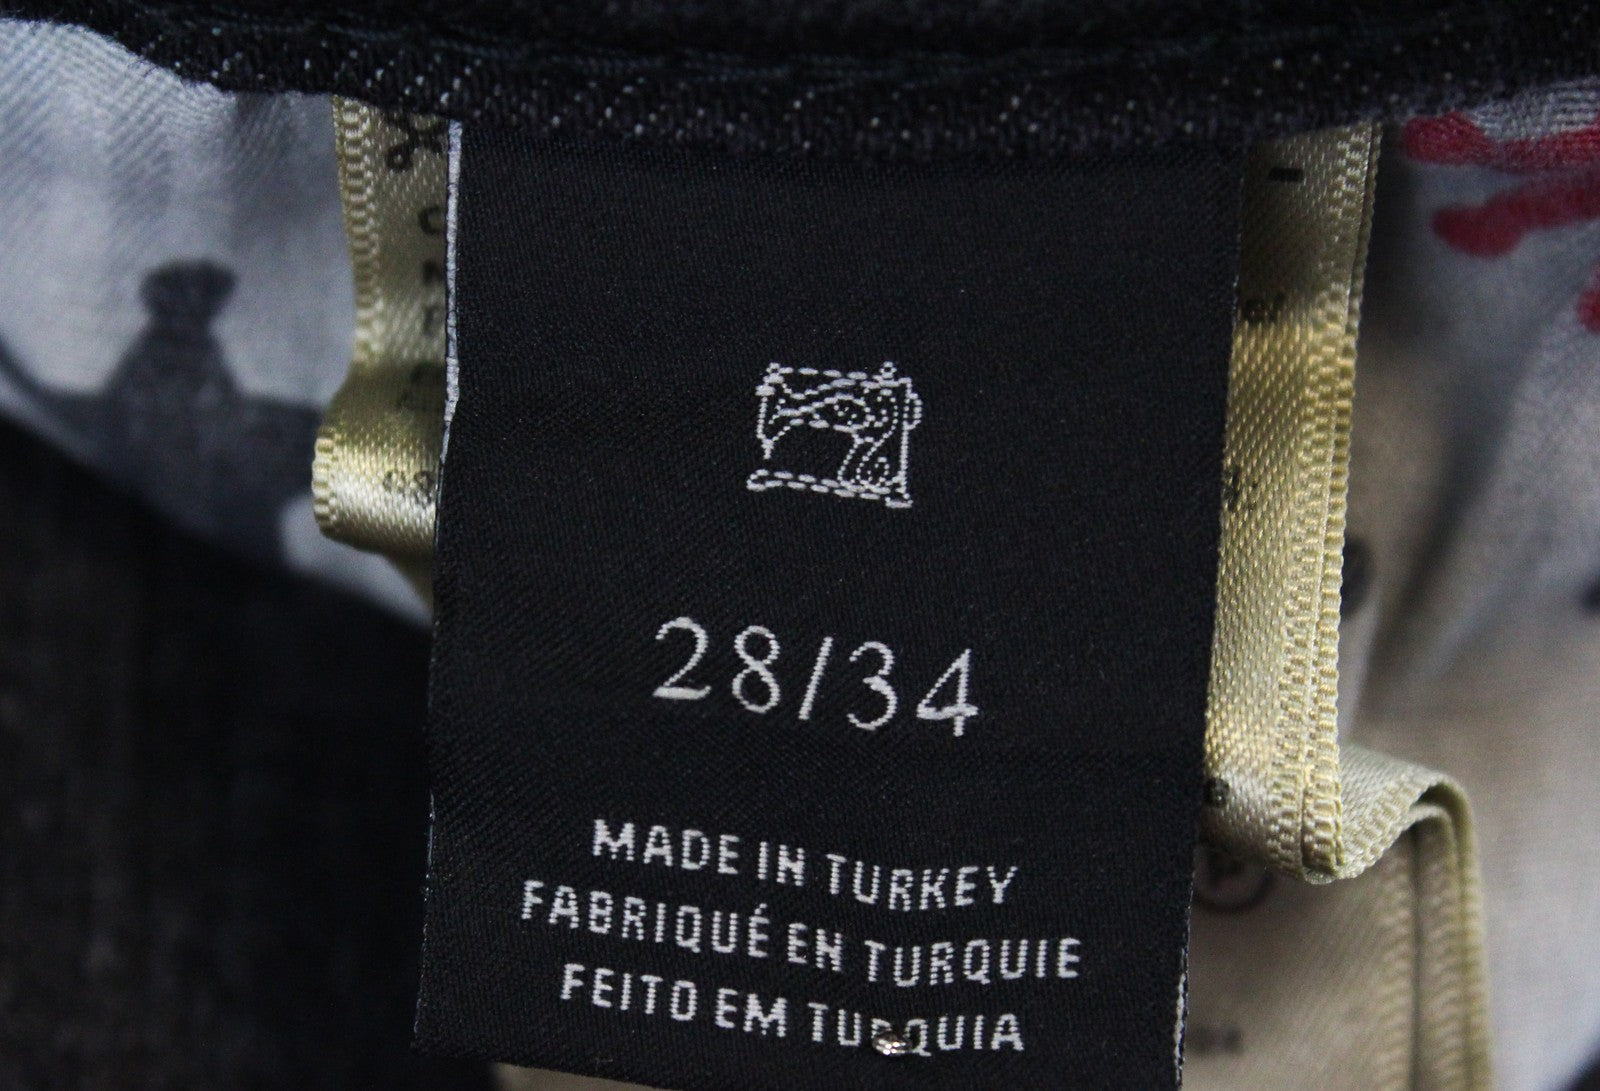 28/34
MADE IN TURKEY
FABRIQUÉ EN TURQUIE
FEITO EM TURQUIA